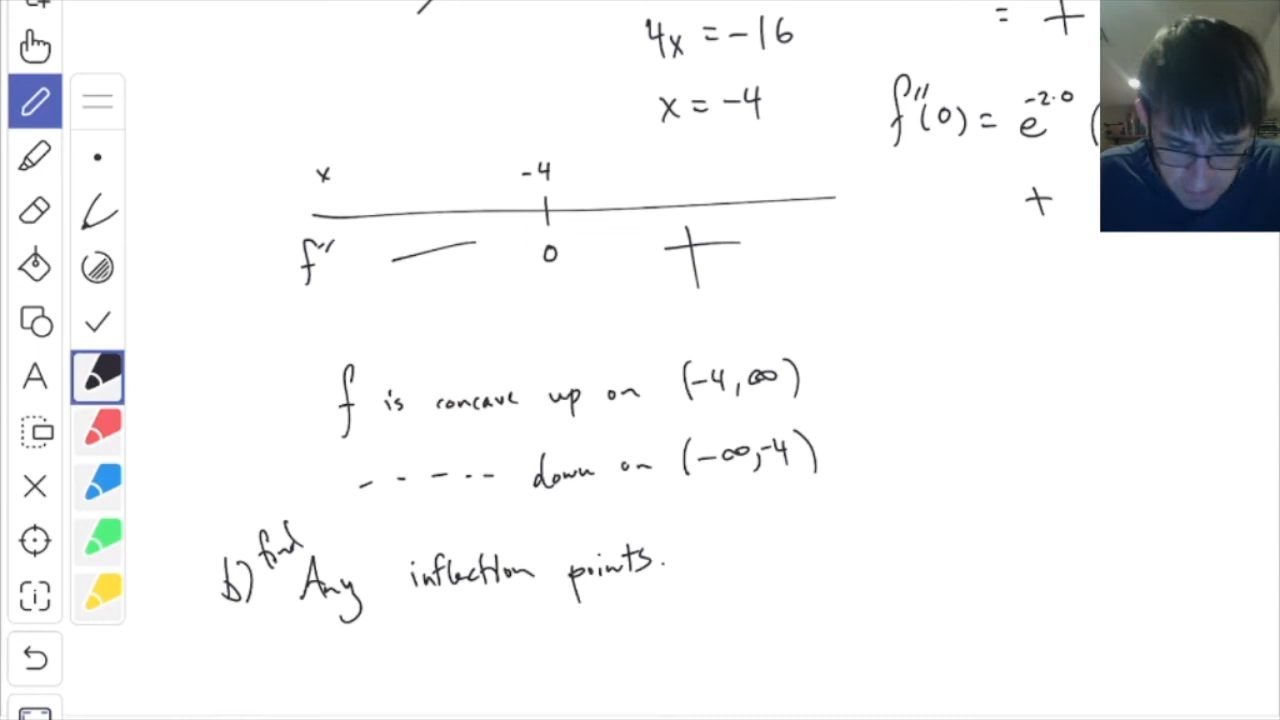 4x = -16
= +
x = -4
f''(0) = e^{-2·0} (
+
x -4
f'' — 0 +
f is concave up on (-4, ∞)
- - - - - down on (-∞, -4)
b) find Any inflection points.
A